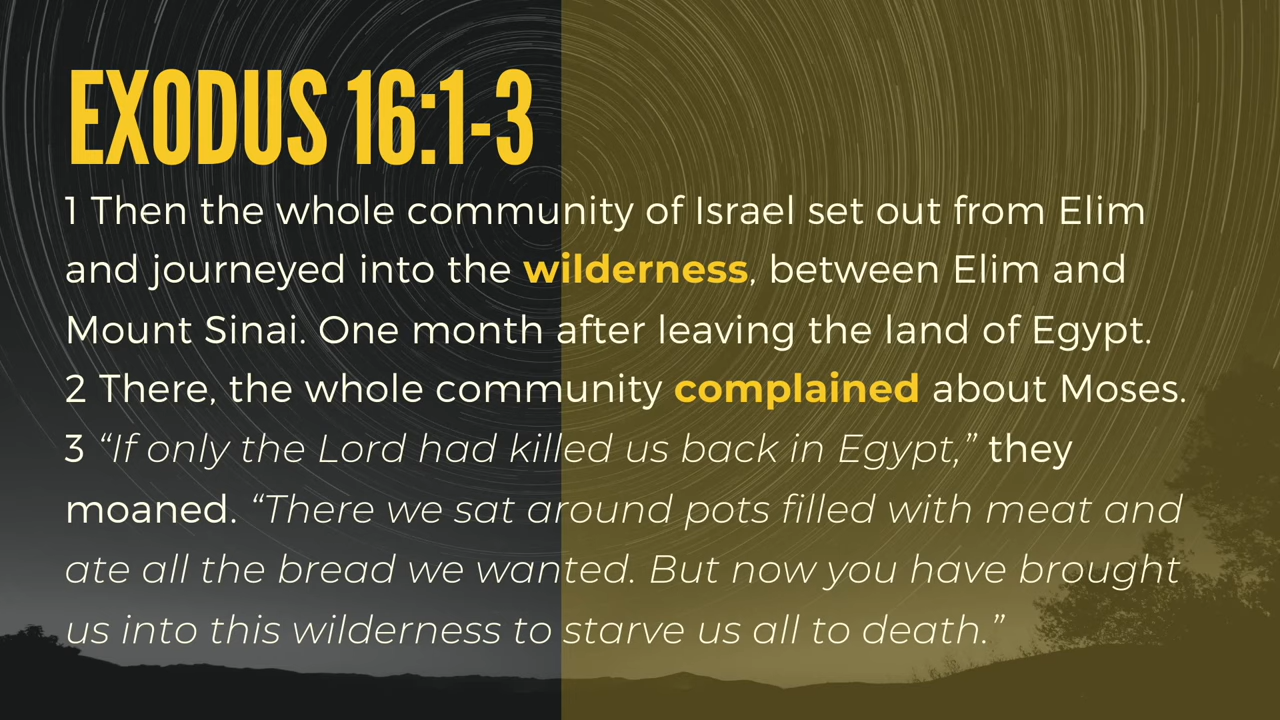 EXODUS 16:1-3
1 Then the whole community of Israel set out from Elim
and journeyed into the wilderness, between Elim and
Mount Sinai. One month after leaving the land of Egypt.
2 There, the whole community complained about Moses.
3 “If only the Lord had killed us back in Egypt,” they
moaned. “There we sat around pots filled with meat and
ate all the bread we wanted. But now you have brought
us into this wilderness to starve us all to death.”